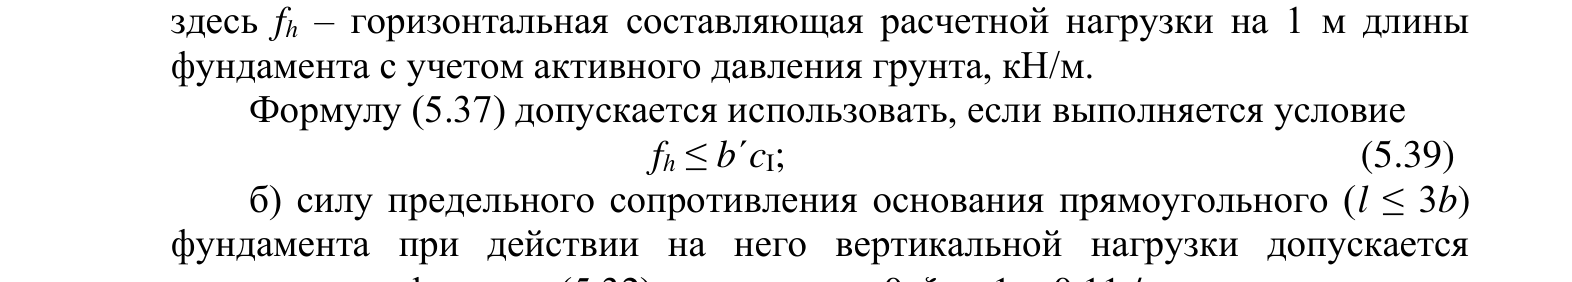 здесь fh – горизонтальная составляющая расчетной нагрузки на 1 м длины
фундамента с учетом активного давления грунта, кН/м.
Формулу (5.37) допускается использовать, если выполняется условие
fh ≤ b´cI; (5.39)
б) силу предельного сопротивления основания прямоугольного (l ≤ 3b)
фундамента при действии на него вертикальной нагрузки допускается